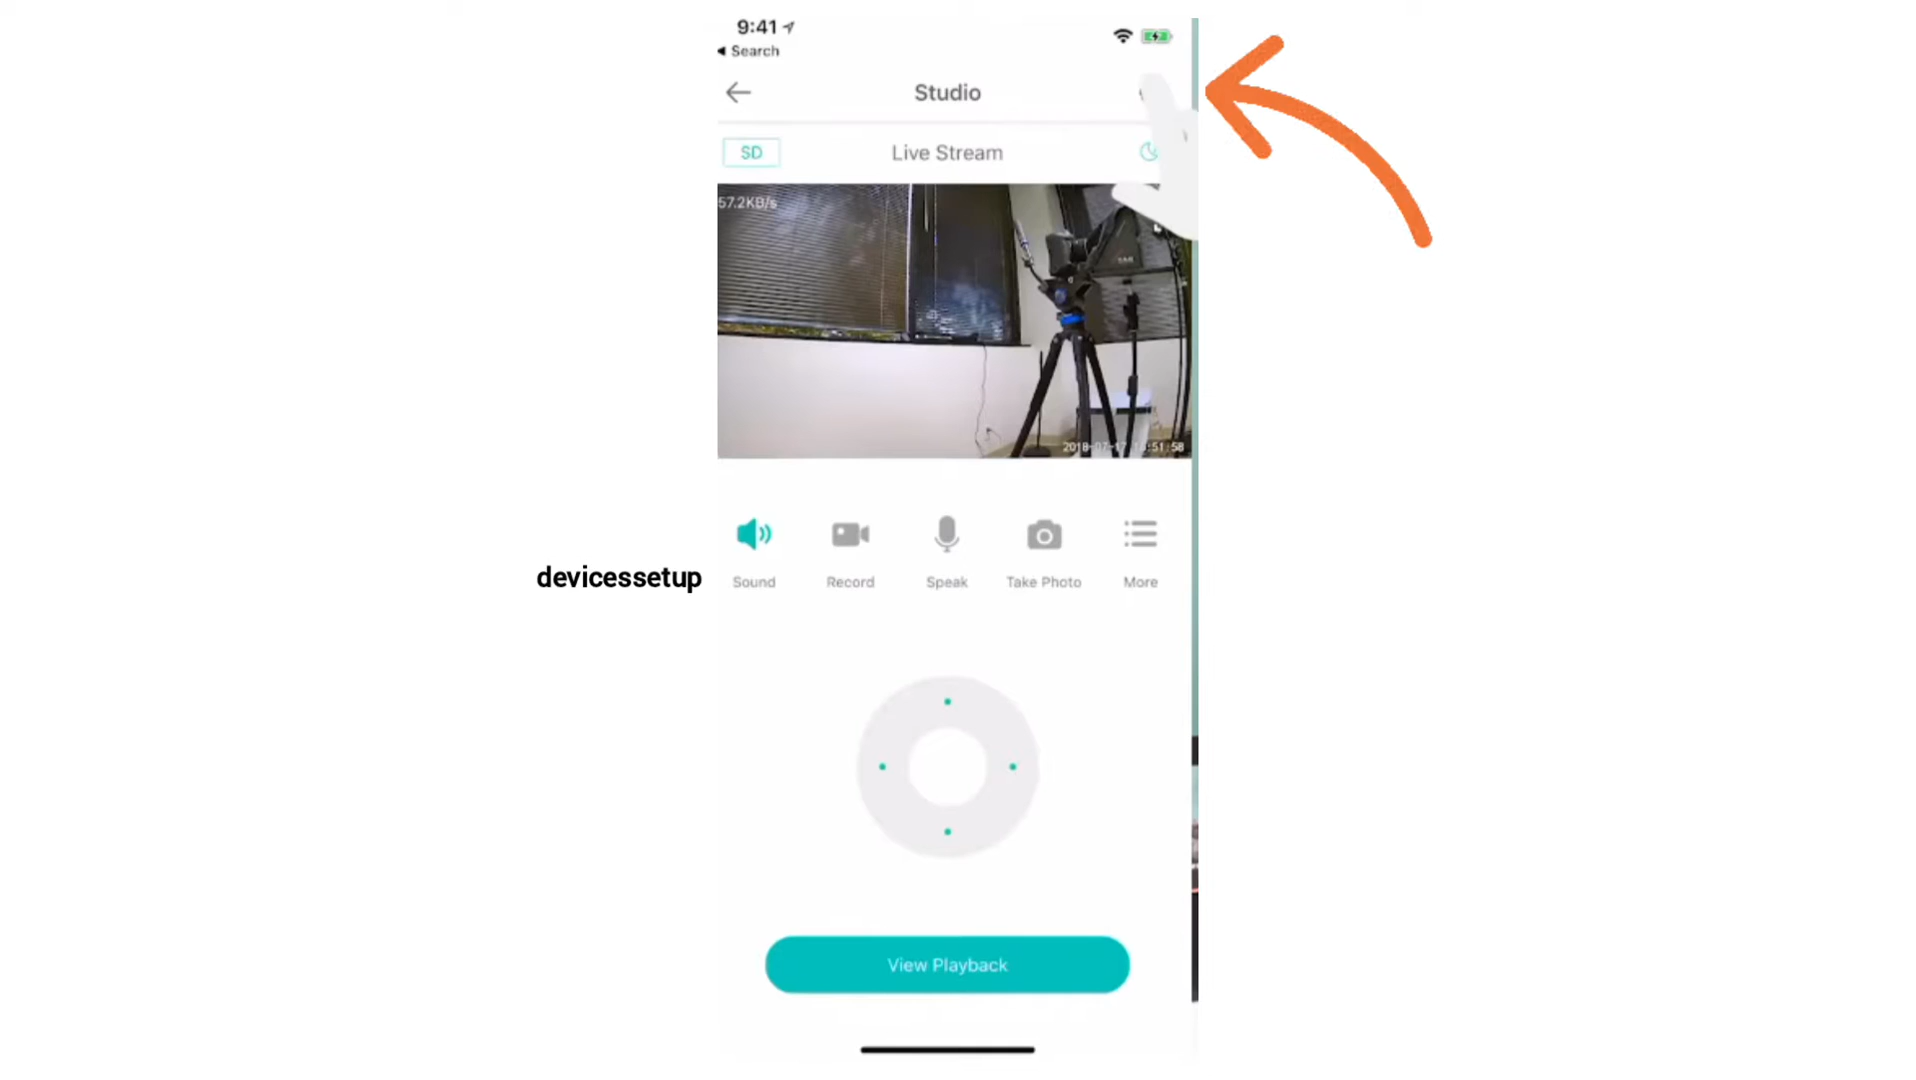 9:41
Search
Studio
SD
Live Stream
57.2KB/s
devicessetup
Sound
Record
Speak
Take Photo
More
View Playback